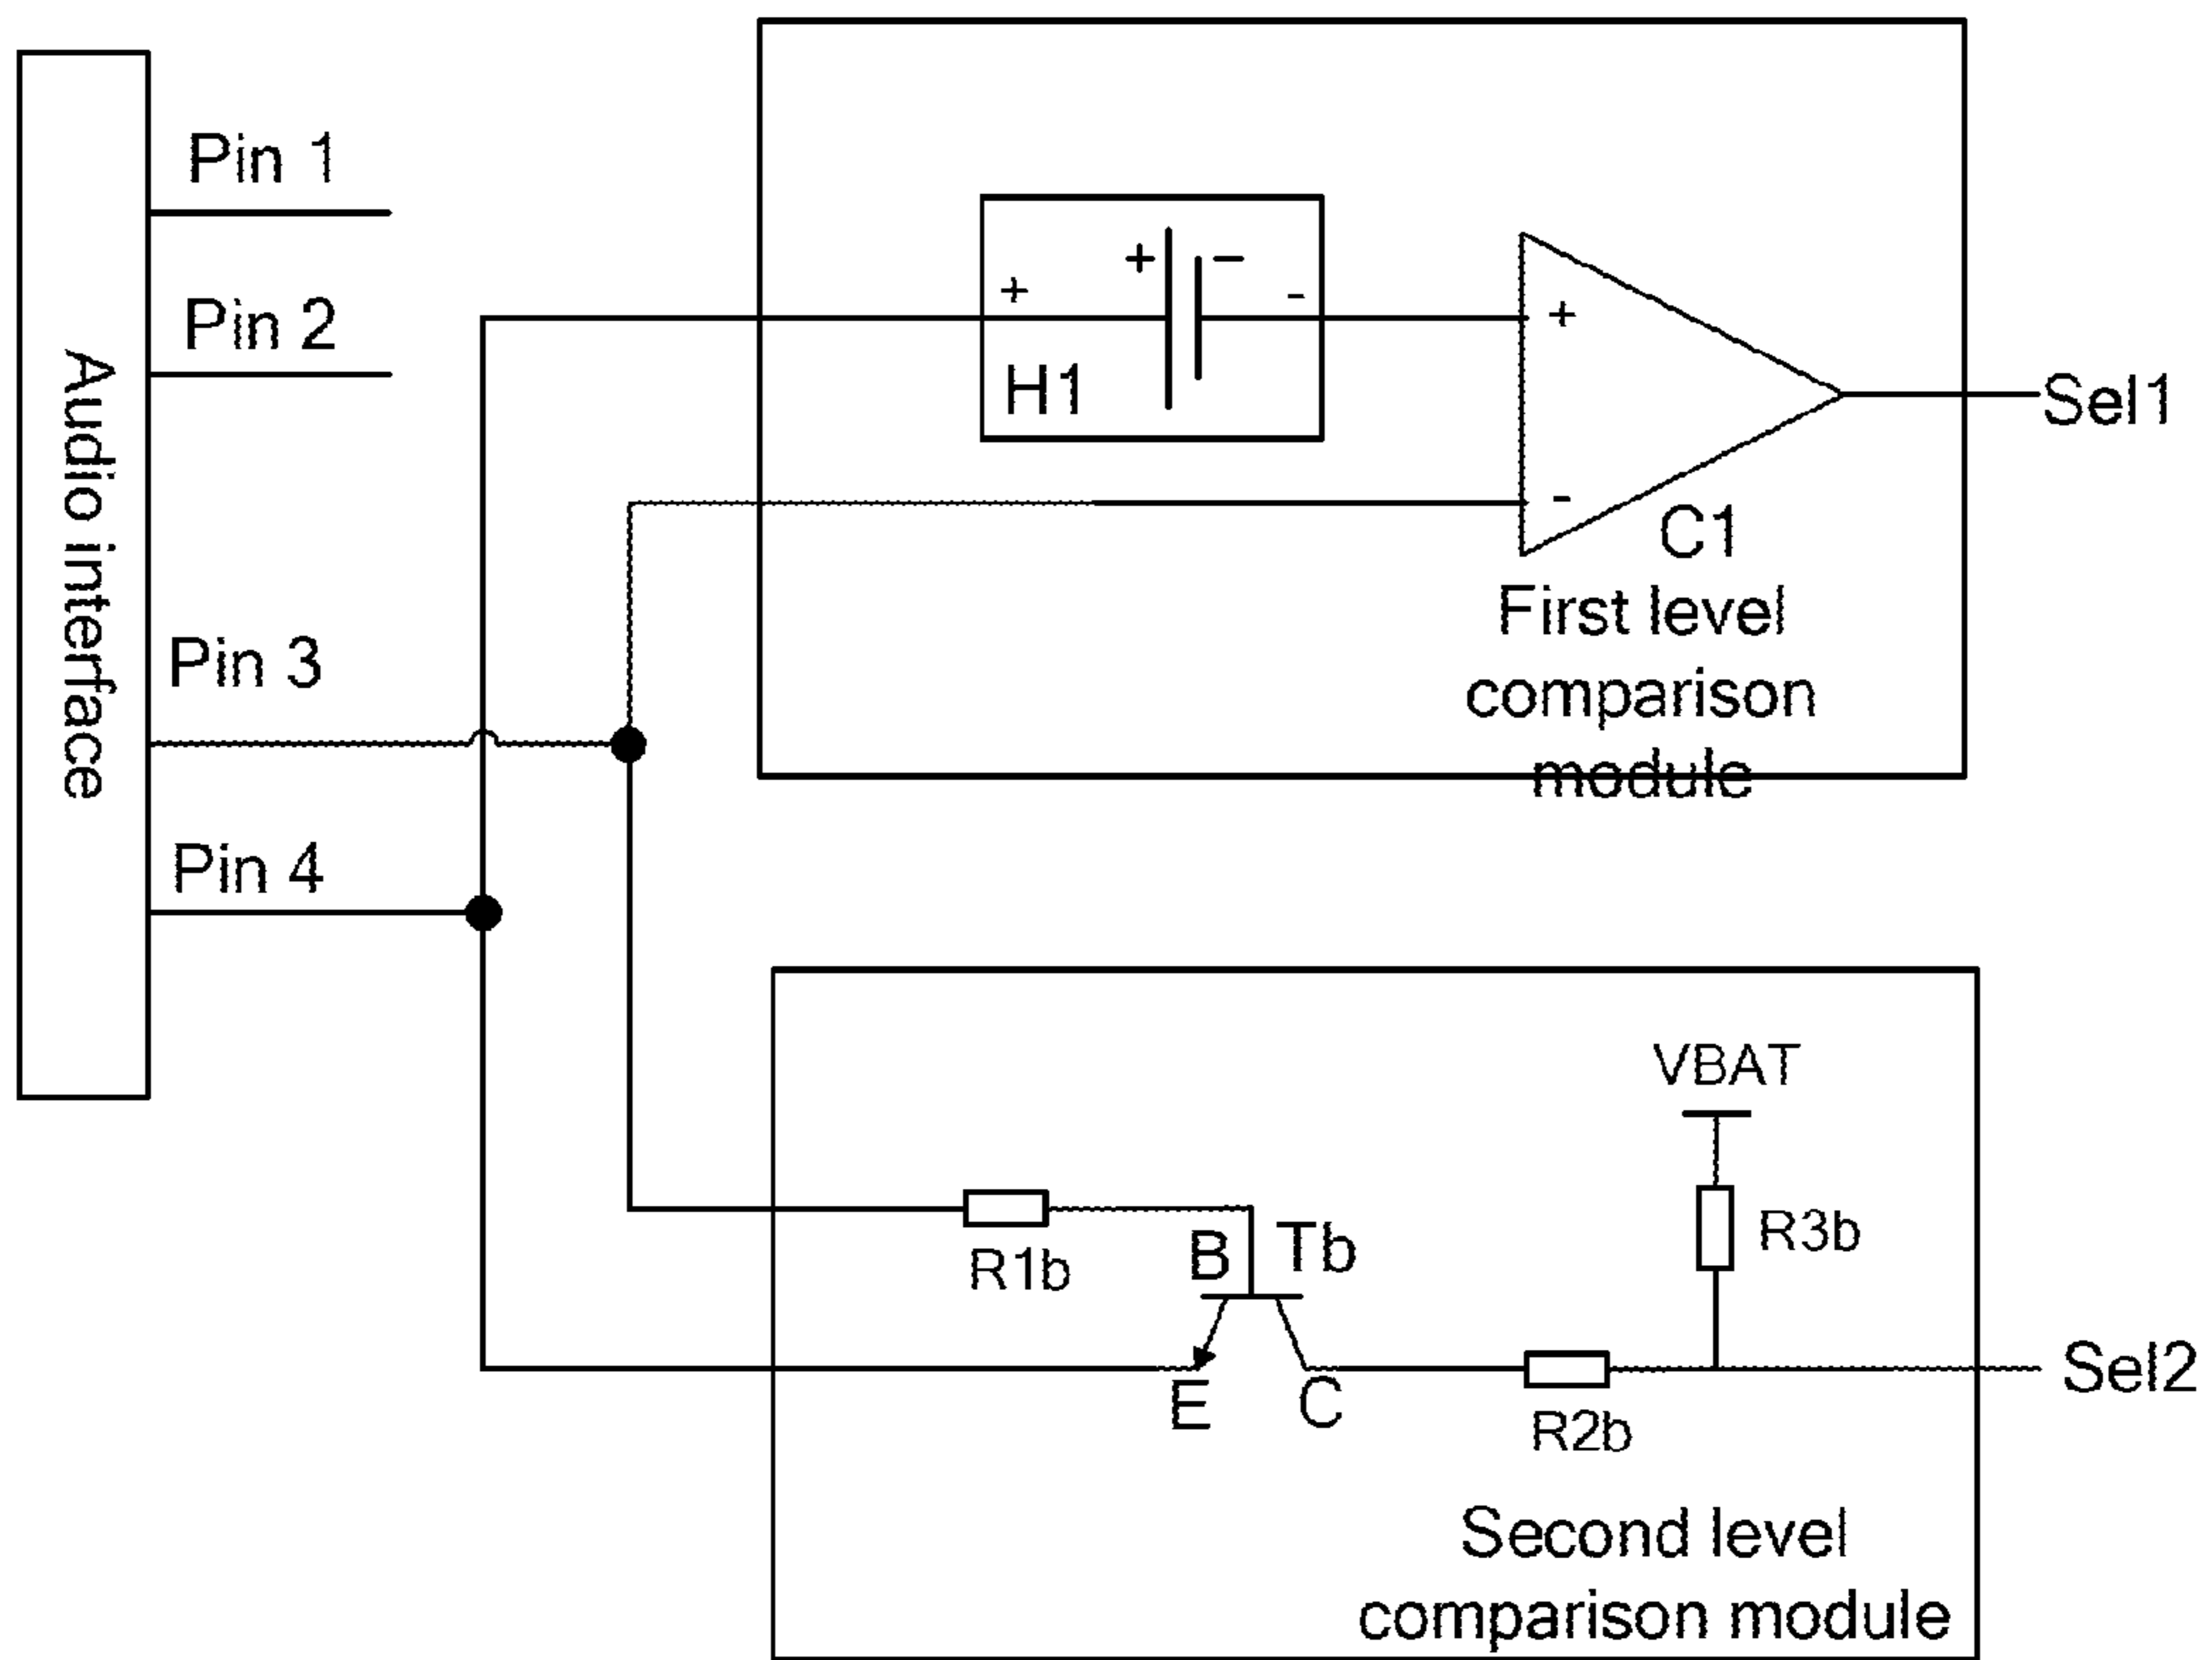 Audio interface
Pin 1
Pin 2
Pin 3
Pin 4
+
-
+ −
H1
+
-
C1
Sel1
First level
comparison
module
VBAT
R3b
R1b
B
Tb
E
C
R2b
Sel2
Second level
comparison module